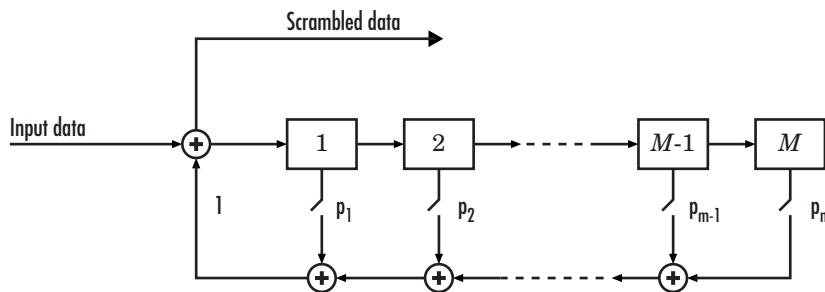 Scrambled data
Input data
1
2
M-1
M
1
p1
p2
pm-1